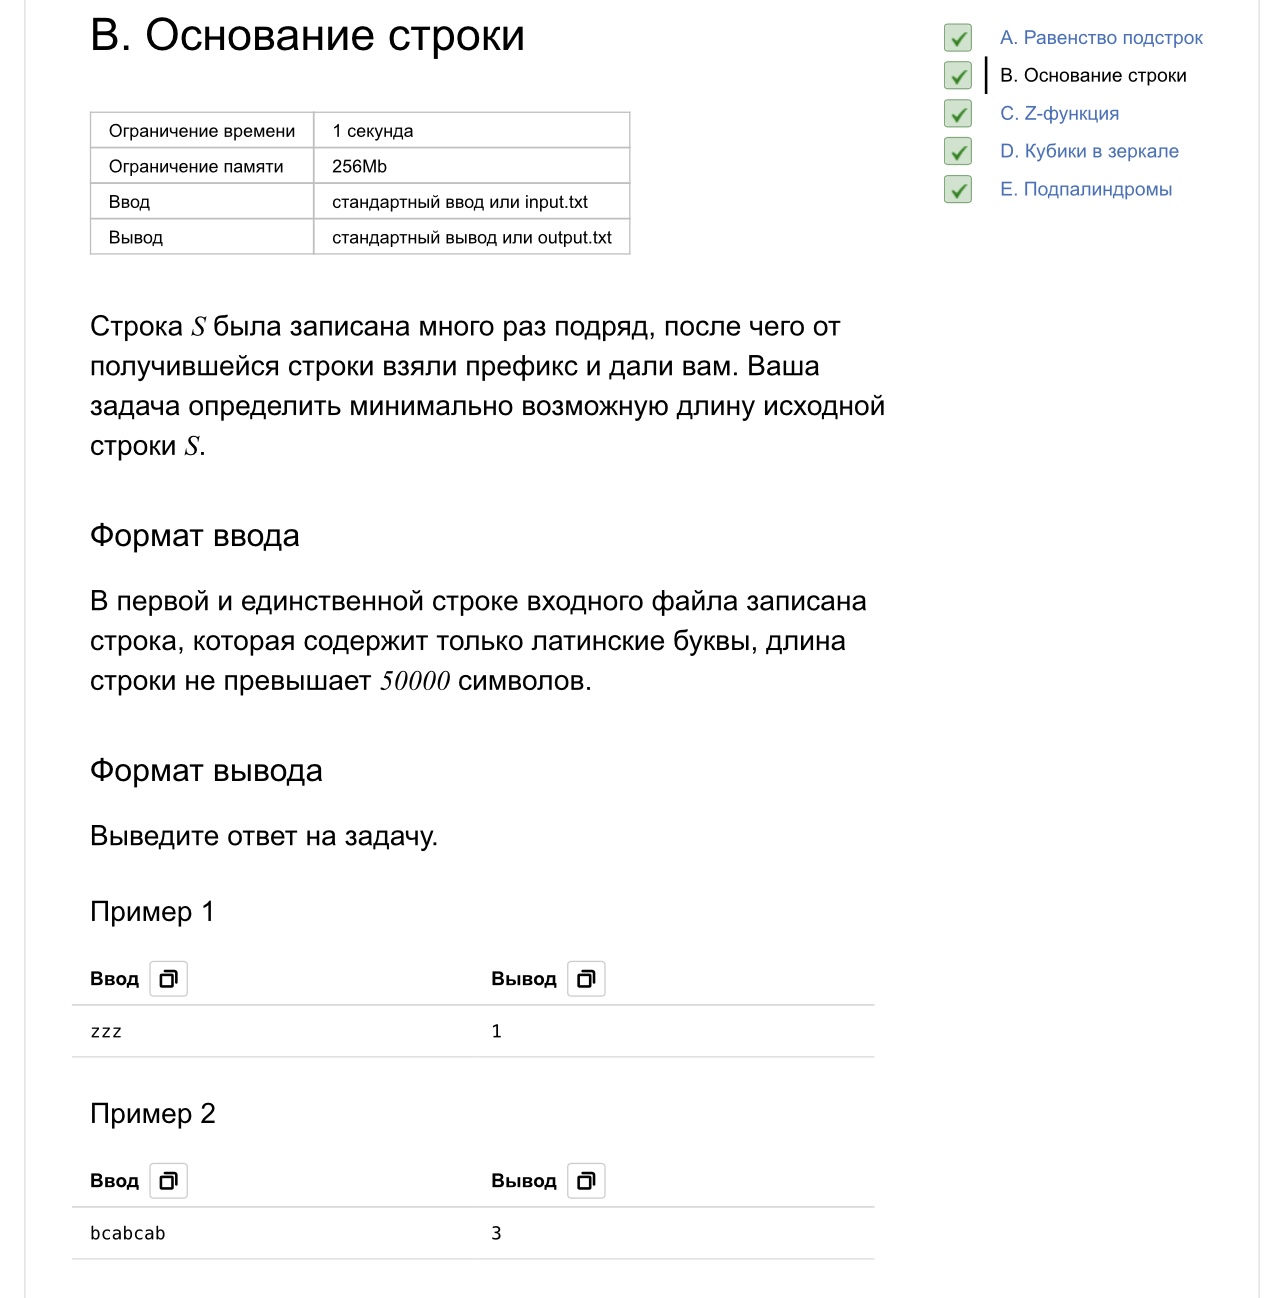 B. Основание строки
Ограничение времени 1 секунда
Ограничение памяти 256Mb
Ввод стандартный ввод или input.txt
Вывод стандартный вывод или output.txt
Строка S была записана много раз подряд, после чего от
получившейся строки взяли префикс и дали вам. Ваша
задача определить минимально возможную длину исходной
строки S.
Формат ввода
В первой и единственной строке входного файла записана
строка, которая содержит только латинские буквы, длина
строки не превышает 50000 символов.
Формат вывода
Выведите ответ на задачу.
Пример 1
Ввод Вывод
zzz 1
Пример 2
Ввод Вывод
bcabcab 3
A. Равенство подстрок
B. Основание строки
C. Z-функция
D. Кубики в зеркале
E. Подпалиндромы